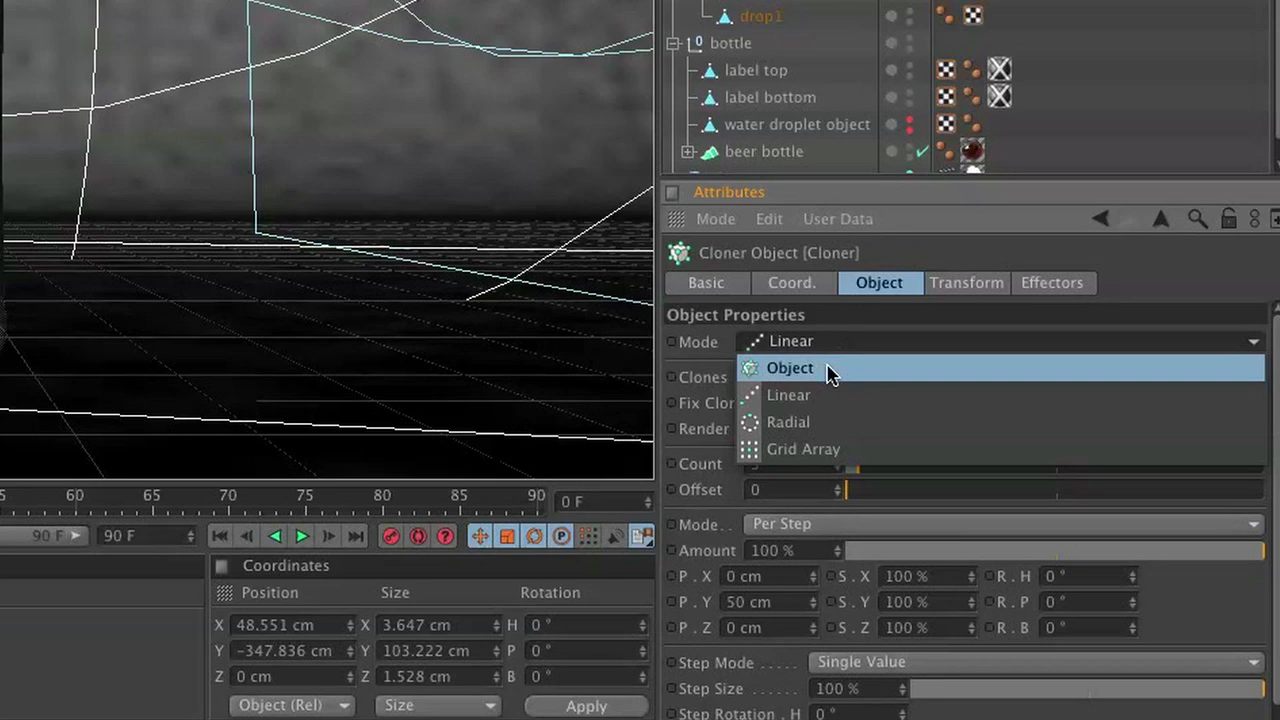 drop1
bottle
label top
label bottom
water droplet object
beer bottle
Attributes
Mode Edit User Data
Cloner Object [Cloner]
Basic Coord. Object Transform Effectors
Object Properties
Mode Linear
Object
Clones
Linear
Fix Clor
Radial
Render
Grid Array
Count
Offset 0
Mode.. Per Step
Amount 100 %
P . X 0 cm S . X 100 % R . H 0 °
P . Y 50 cm S . Y 100 % R . P 0 °
P . Z 0 cm S . Z 100 % R . B 0 °
Step Mode ..... Single Value
Step Size ...... 100 %
Step Rotation . H 0 °
60 65 70 75 80 85 90 0 F
90 F 90 F
Coordinates
Position Size Rotation
X 48.551 cm X 3.647 cm H 0 °
Y -347.836 cm Y 103.222 cm P 0 °
Z 0 cm Z 1.528 cm B 0 °
Object (Rel) Size Apply